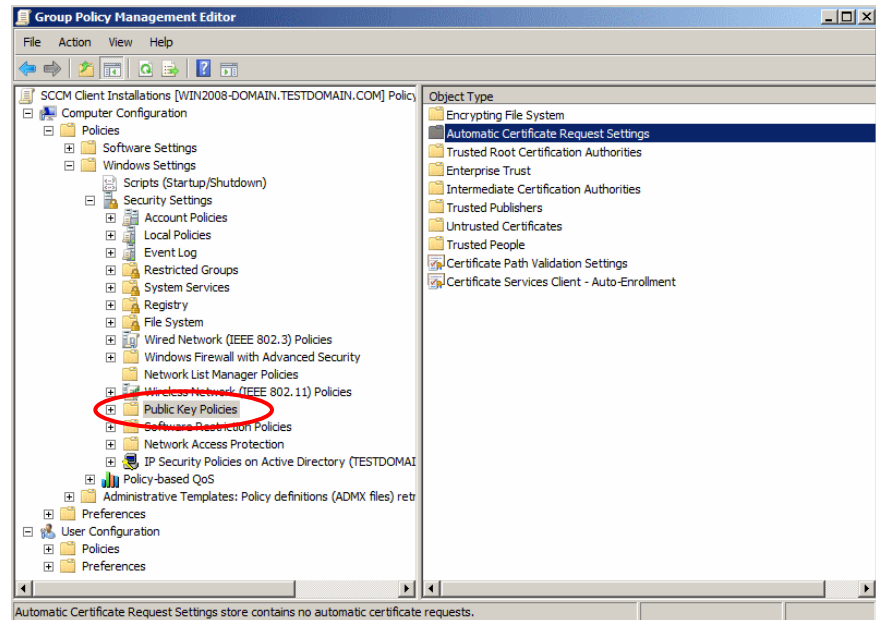 Group Policy Management Editor
File Action View Help
SCCM Client Installations [WIN2008-DOMAIN.TESTDOMAIN.COM] Policy
Computer Configuration
Policies
Software Settings
Windows Settings
Scripts (Startup/Shutdown)
Security Settings
Account Policies
Local Policies
Event Log
Restricted Groups
System Services
Registry
File System
Wired Network (IEEE 802.3) Policies
Windows Firewall with Advanced Security
Network List Manager Policies
Wireless Network (IEEE 802.11) Policies
Public Key Policies
Software Restriction Policies
Network Access Protection
IP Security Policies on Active Directory (TESTDOMAI
Policy-based QoS
Administrative Templates: Policy definitions (ADMX files) retr
Preferences
User Configuration
Policies
Preferences
Object Type
Encrypting File System
Automatic Certificate Request Settings
Trusted Root Certification Authorities
Enterprise Trust
Intermediate Certification Authorities
Trusted Publishers
Untrusted Certificates
Trusted People
Certificate Path Validation Settings
Certificate Services Client - Auto-Enrollment
Automatic Certificate Request Settings store contains no automatic certificate requests.